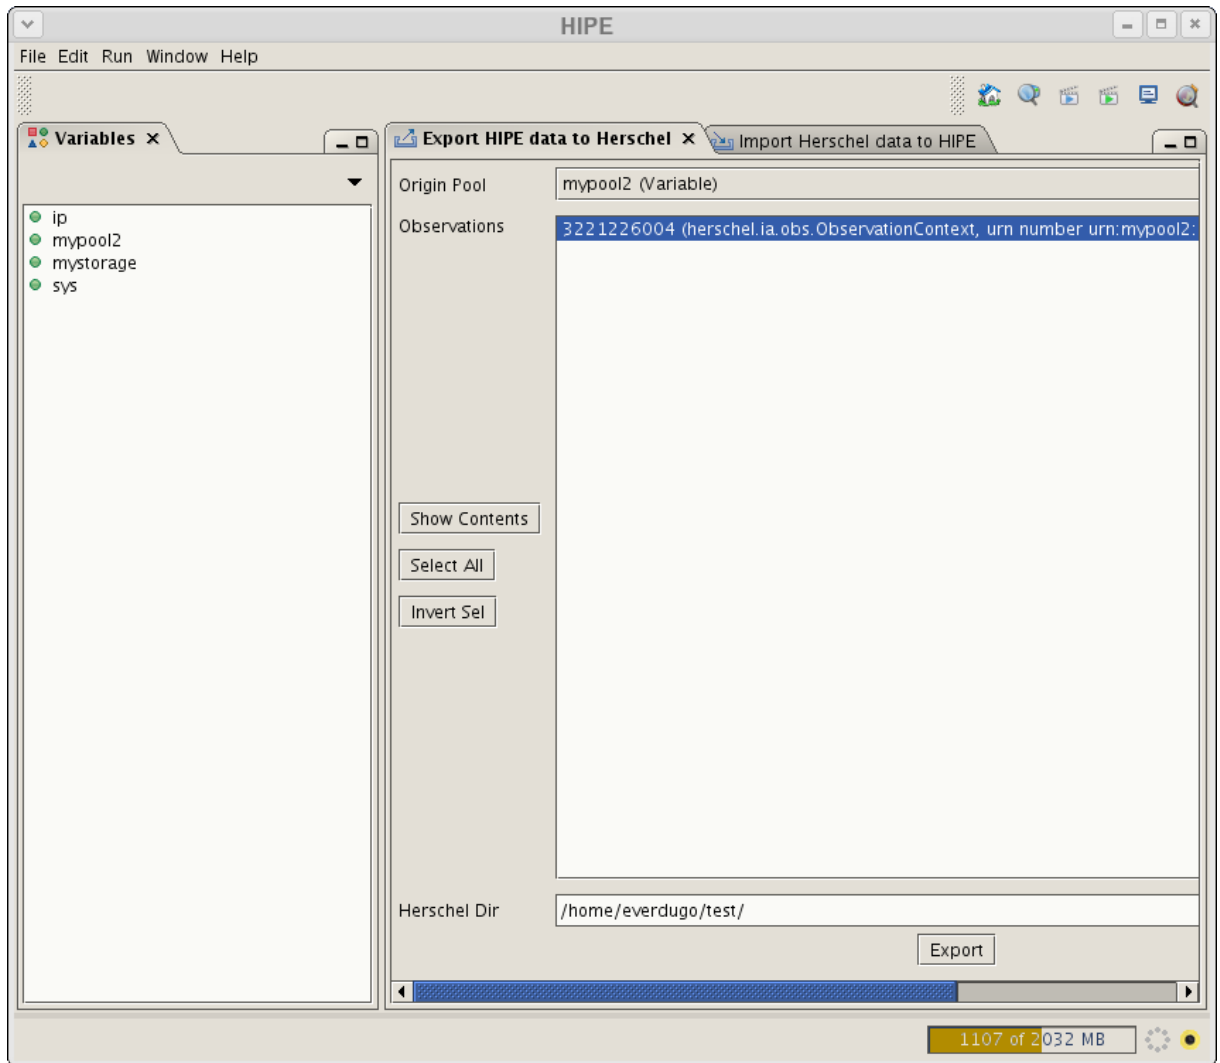 HIPE
File Edit Run Window Help
Variables
Export HIPE data to Herschel
Import Herschel data to HIPE
Origin Pool
mypool2 (Variable)
ip
mypool2
mystorage
sys
Observations
3221226004 (herschel.ia.obs.ObservationContext, urn number urn:mypool2:
Show Contents
Select All
Invert Sel
Herschel Dir
/home/everdugo/test/
Export
1107 of 2032 MB